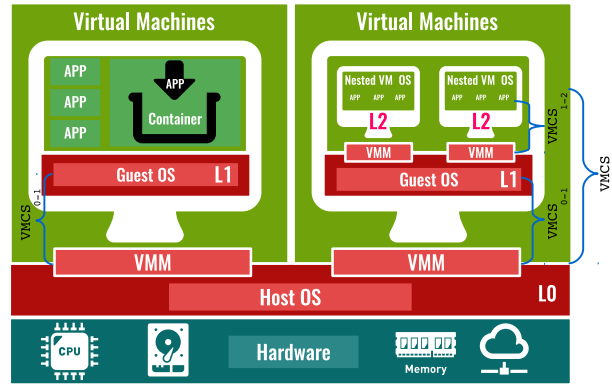 Virtual Machines
APP
APP
APP
APP
Container
Guest OS L1
VMCS 0-1
VMM
Virtual Machines
Nested VM OS
APP APP APP
L2
VMM
Nested VM OS
APP APP APP
L2
VMM
Guest OS L1
VMCS 1-2
VMCS 0-1
VMCS
VMM
Host OS L0
CPU
Hardware
Memory